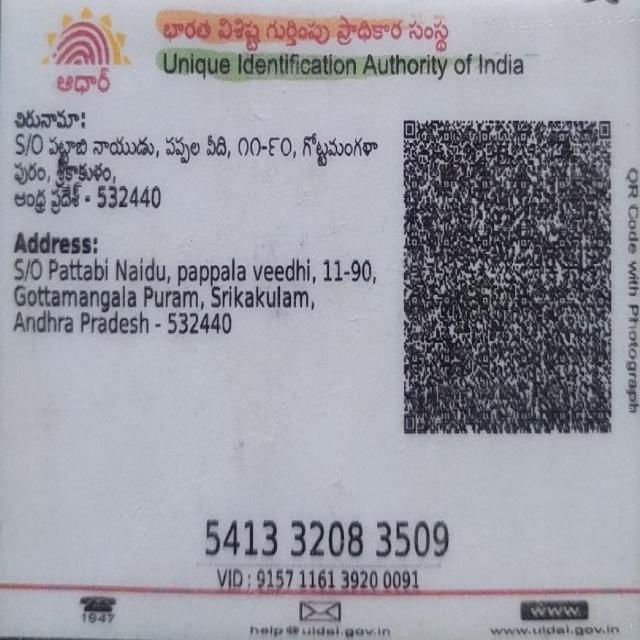 భారత విశిష్ట గుర్తింపు ప్రాధికార సంస్థ
Unique Identification Authority of India
ఆధార్
చిరునామా:
S/O పట్టాబి నాయుడు, పప్పల వీది, ౧౧-౯౦, గోట్టమంగళా
పురం, శ్రీకాకుళం,
ఆంధ్ర ప్రదేశ్ - 532440
Address:
S/O Pattabi Naidu, pappala veedhi, 11-90,
Gottamangala Puram, Srikakulam,
Andhra Pradesh - 532440
QR Code with Photograph
5413 3208 3509
VID : 9157 1161 3920 0091
1947
help@uidai.gov.in
www
www.uidai.gov.in